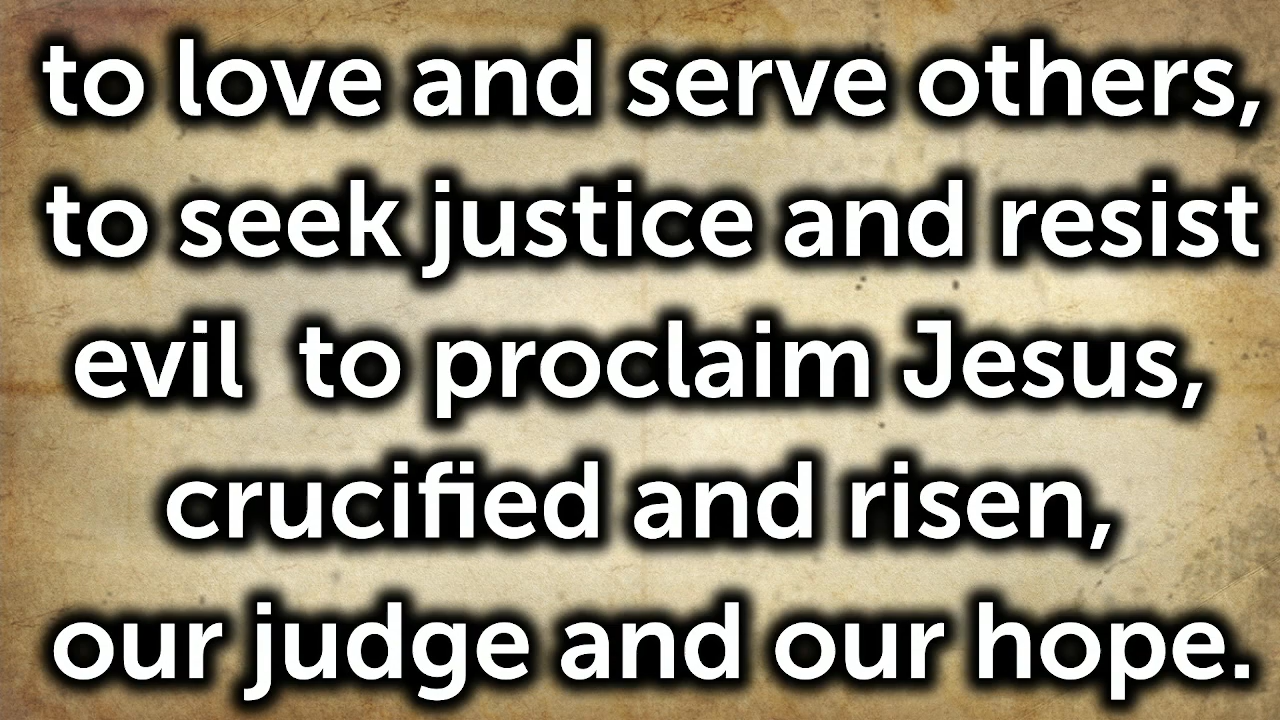 to love and serve others,
to seek justice and resist
evil  to proclaim Jesus,
crucified and risen,
our judge and our hope.